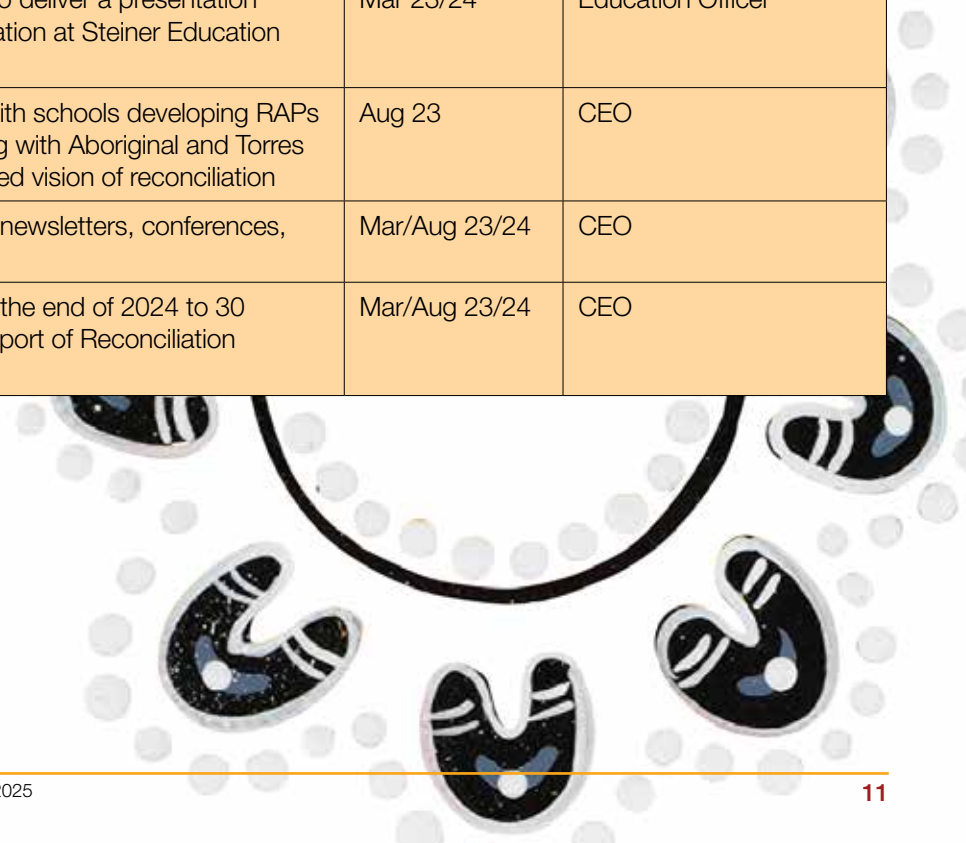 deliver a presentation Mar 23/24 Education Officer
ation at Steiner Education
ith schools developing RAPs Aug 23 CEO
g with Aboriginal and Torres
ed vision of reconciliation
newsletters, conferences, Mar/Aug 23/24 CEO
the end of 2024 to 30 Mar/Aug 23/24 CEO
port of Reconciliation
2025 11